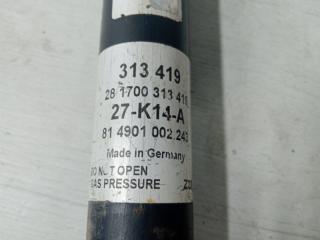 313 419
28 1700 313 419
27-K14-A
81 4901 002 243
Made in Germany
DO NOT OPEN
GAS PRESSURE